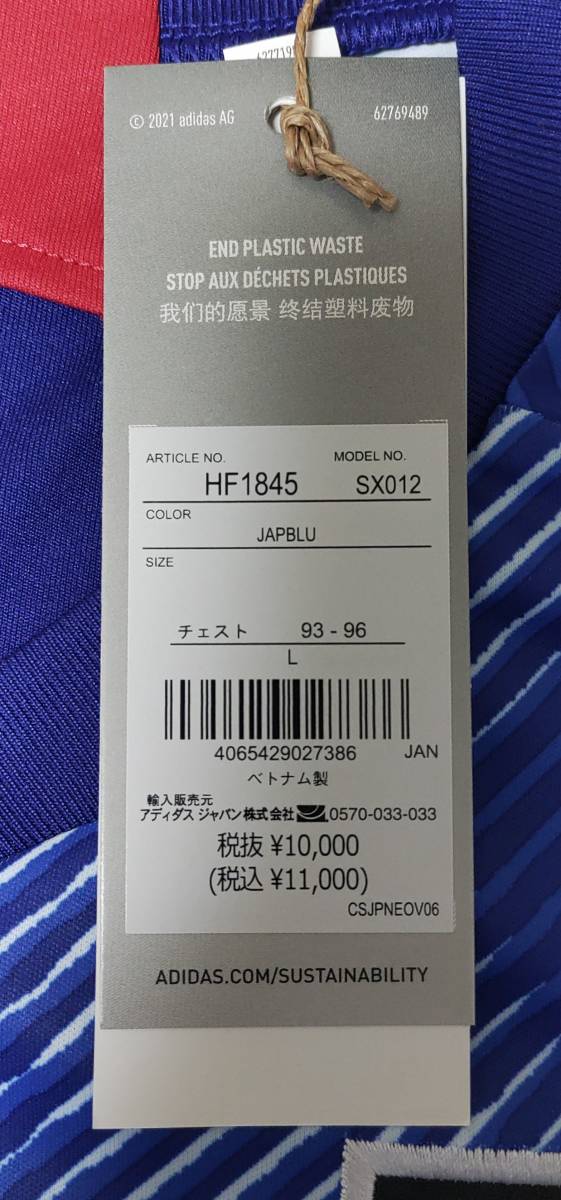 © 2021 adidas AG
62769489
END PLASTIC WASTE
STOP AUX DÉCHETS PLASTIQUES
我们的愿景 终结塑料废物
ARTICLE NO.
MODEL NO.
HF1845
SX012
COLOR
JAPBLU
SIZE
チェスト 93 - 96
L
4065429027386 JAN
ベトナム製
輸入販売元
アディダス ジャパン株式会社 0570-033-033
税抜 ¥10,000
(税込 ¥11,000)
CSJPNEOV06
ADIDAS.COM/SUSTAINABILITY